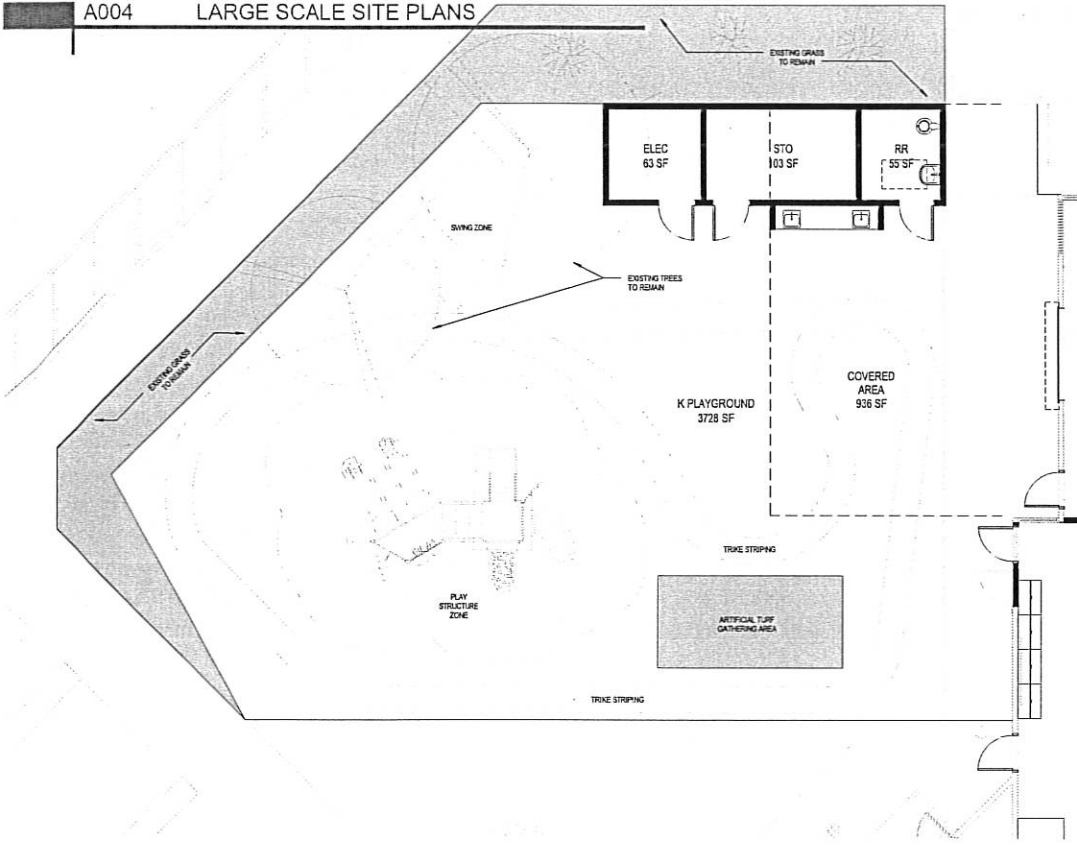 A004 LARGE SCALE SITE PLANS
EXISTING GRASS
TO REMAIN
ELEC
63 SF
STO
103 SF
RR
55 SF
SWING ZONE
EXISTING TREES
TO REMAIN
EXISTING GRASS
TO REMAIN
K PLAYGROUND
3728 SF
COVERED
AREA
936 SF
TRIKE STRIPING
PLAY
STRUCTURE
ZONE
ARTIFICIAL TURF
GATHERING AREA
TRIKE STRIPING